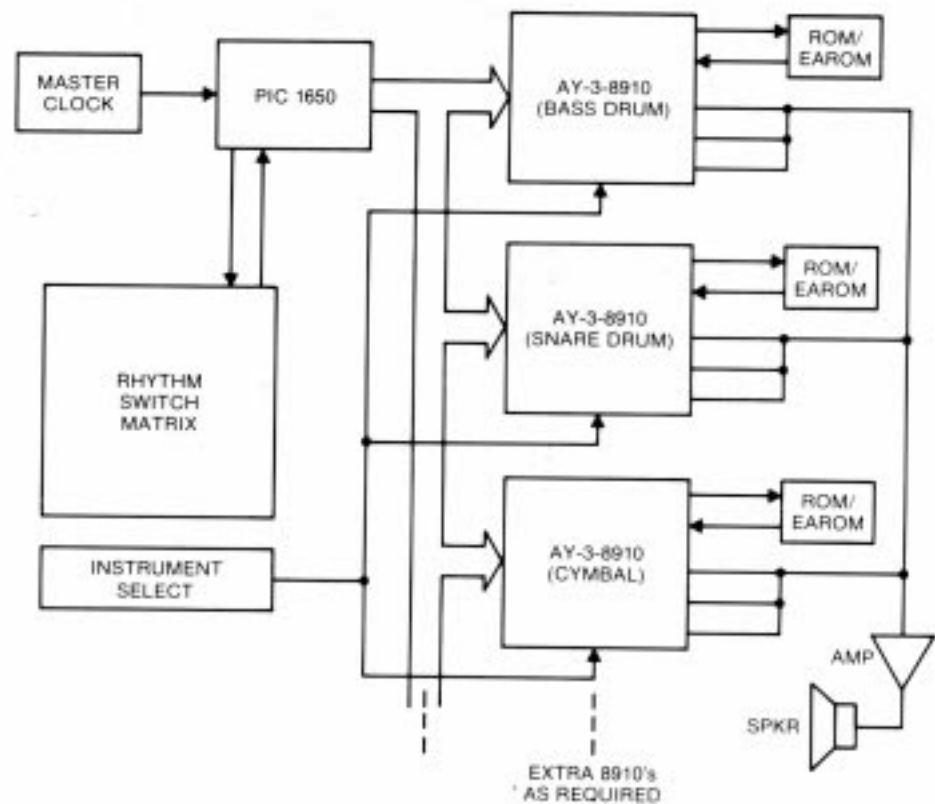 MASTER
CLOCK
PIC 1650
AY-3-8910
(BASS DRUM)
ROM/
EAROM
RHYTHM
SWITCH
MATRIX
AY-3-8910
(SNARE DRUM)
ROM/
EAROM
INSTRUMENT
SELECT
AY-3-8910
(CYMBAL)
ROM/
EAROM
AMP
SPKR
EXTRA 8910's
AS REQUIRED